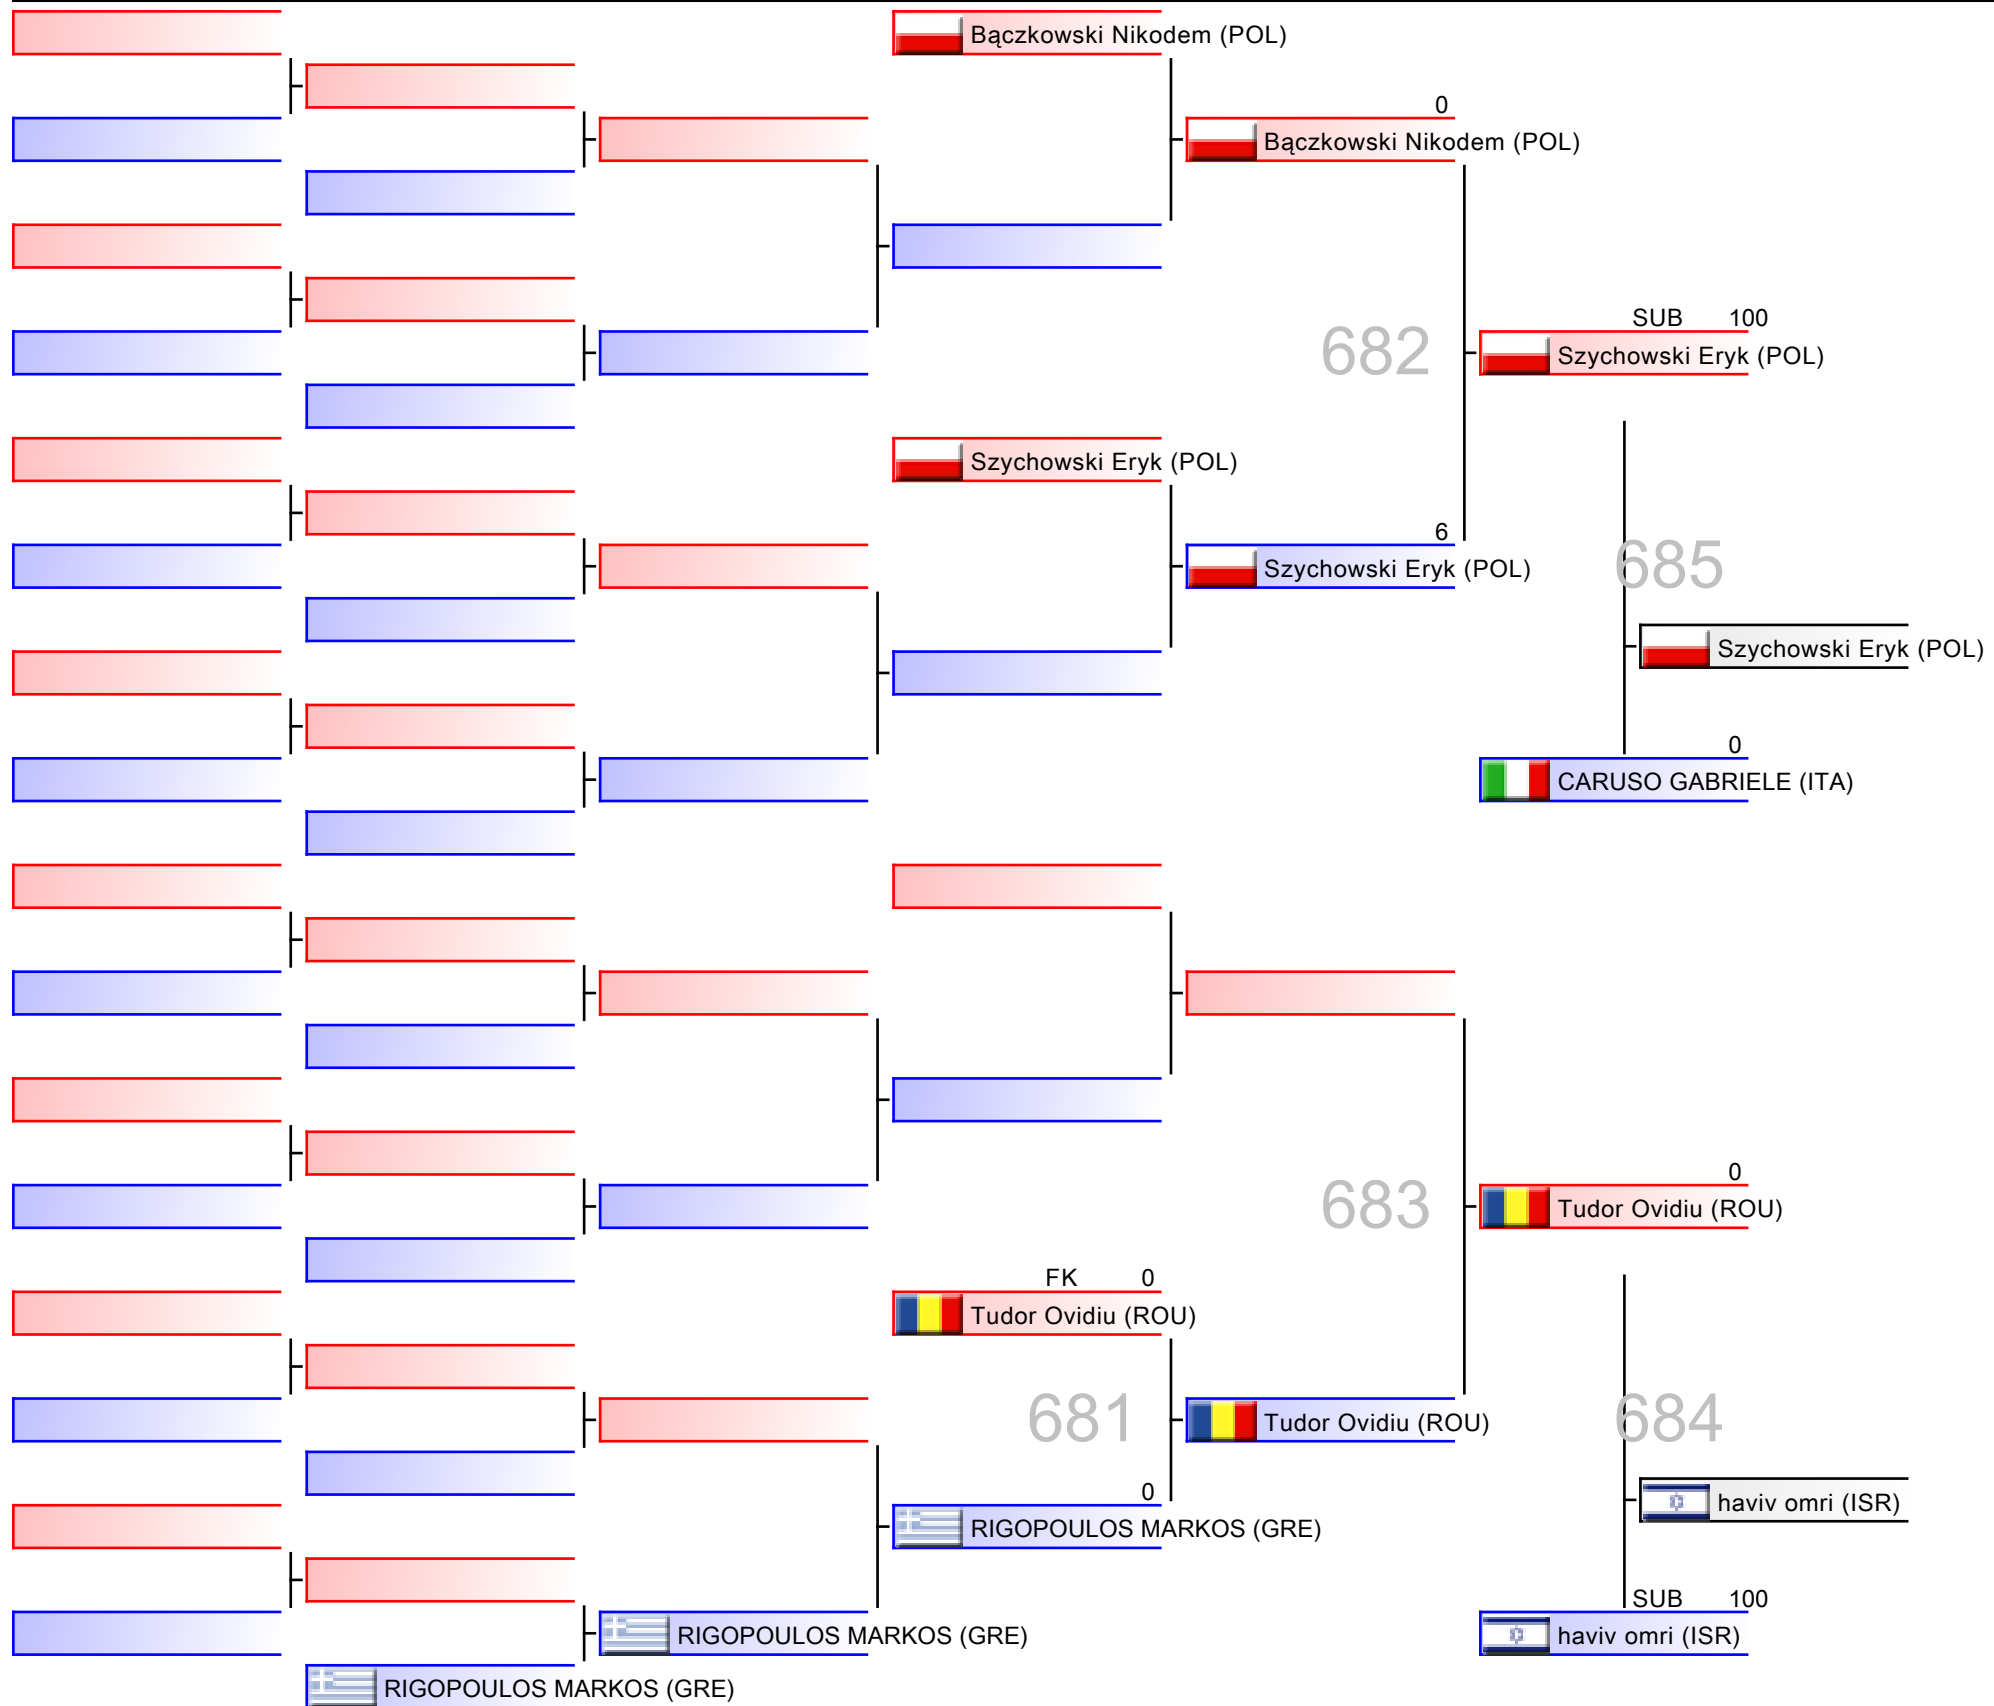 Bączkowski Nikodem (POL)
0
Bączkowski Nikodem (POL)
SUB 100
682
Szychowski Eryk (POL)
Szychowski Eryk (POL)
6
Szychowski Eryk (POL)
685
Szychowski Eryk (POL)
0
CARUSO GABRIELE (ITA)
0
683
Tudor Ovidiu (ROU)
FK 0
Tudor Ovidiu (ROU)
681
Tudor Ovidiu (ROU)
684
0
haviv omri (ISR)
RIGOPOULOS MARKOS (GRE)
SUB 100
RIGOPOULOS MARKOS (GRE)
haviv omri (ISR)
RIGOPOULOS MARKOS (GRE)